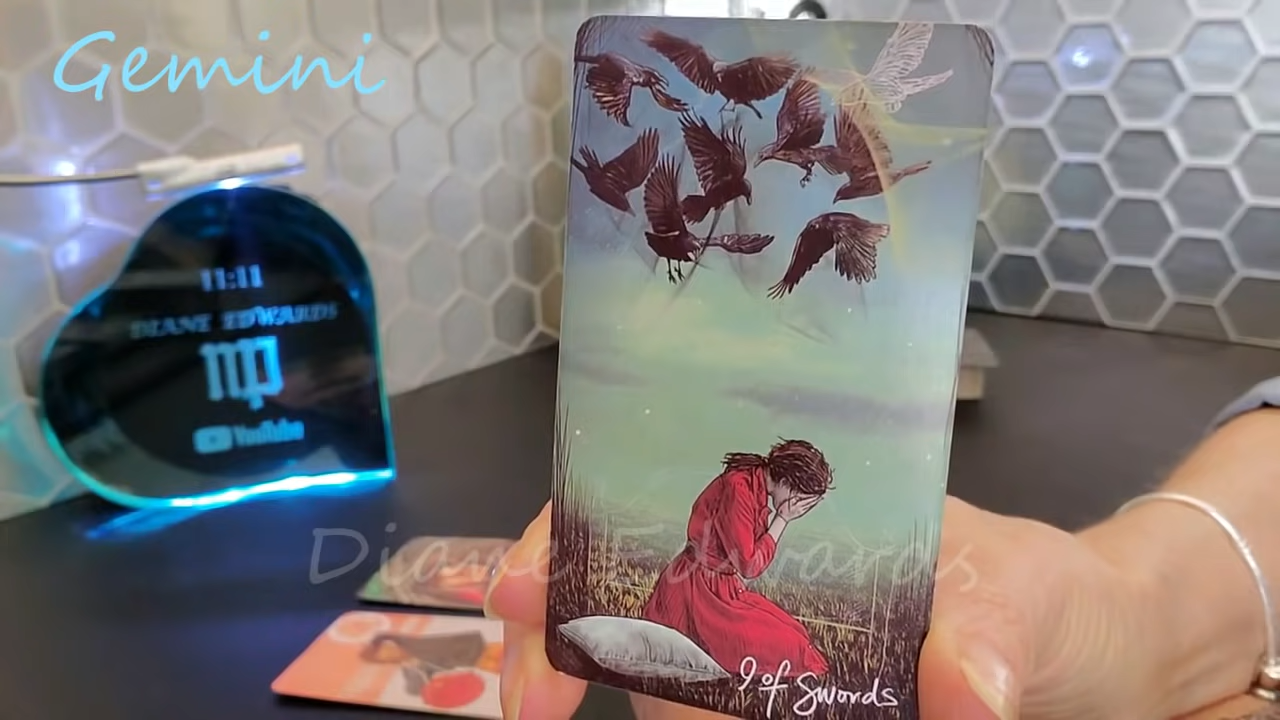 Gemini
11:11
DIANE EDWARDS
♍
YouTube
Diane Edwards
9 of Swords